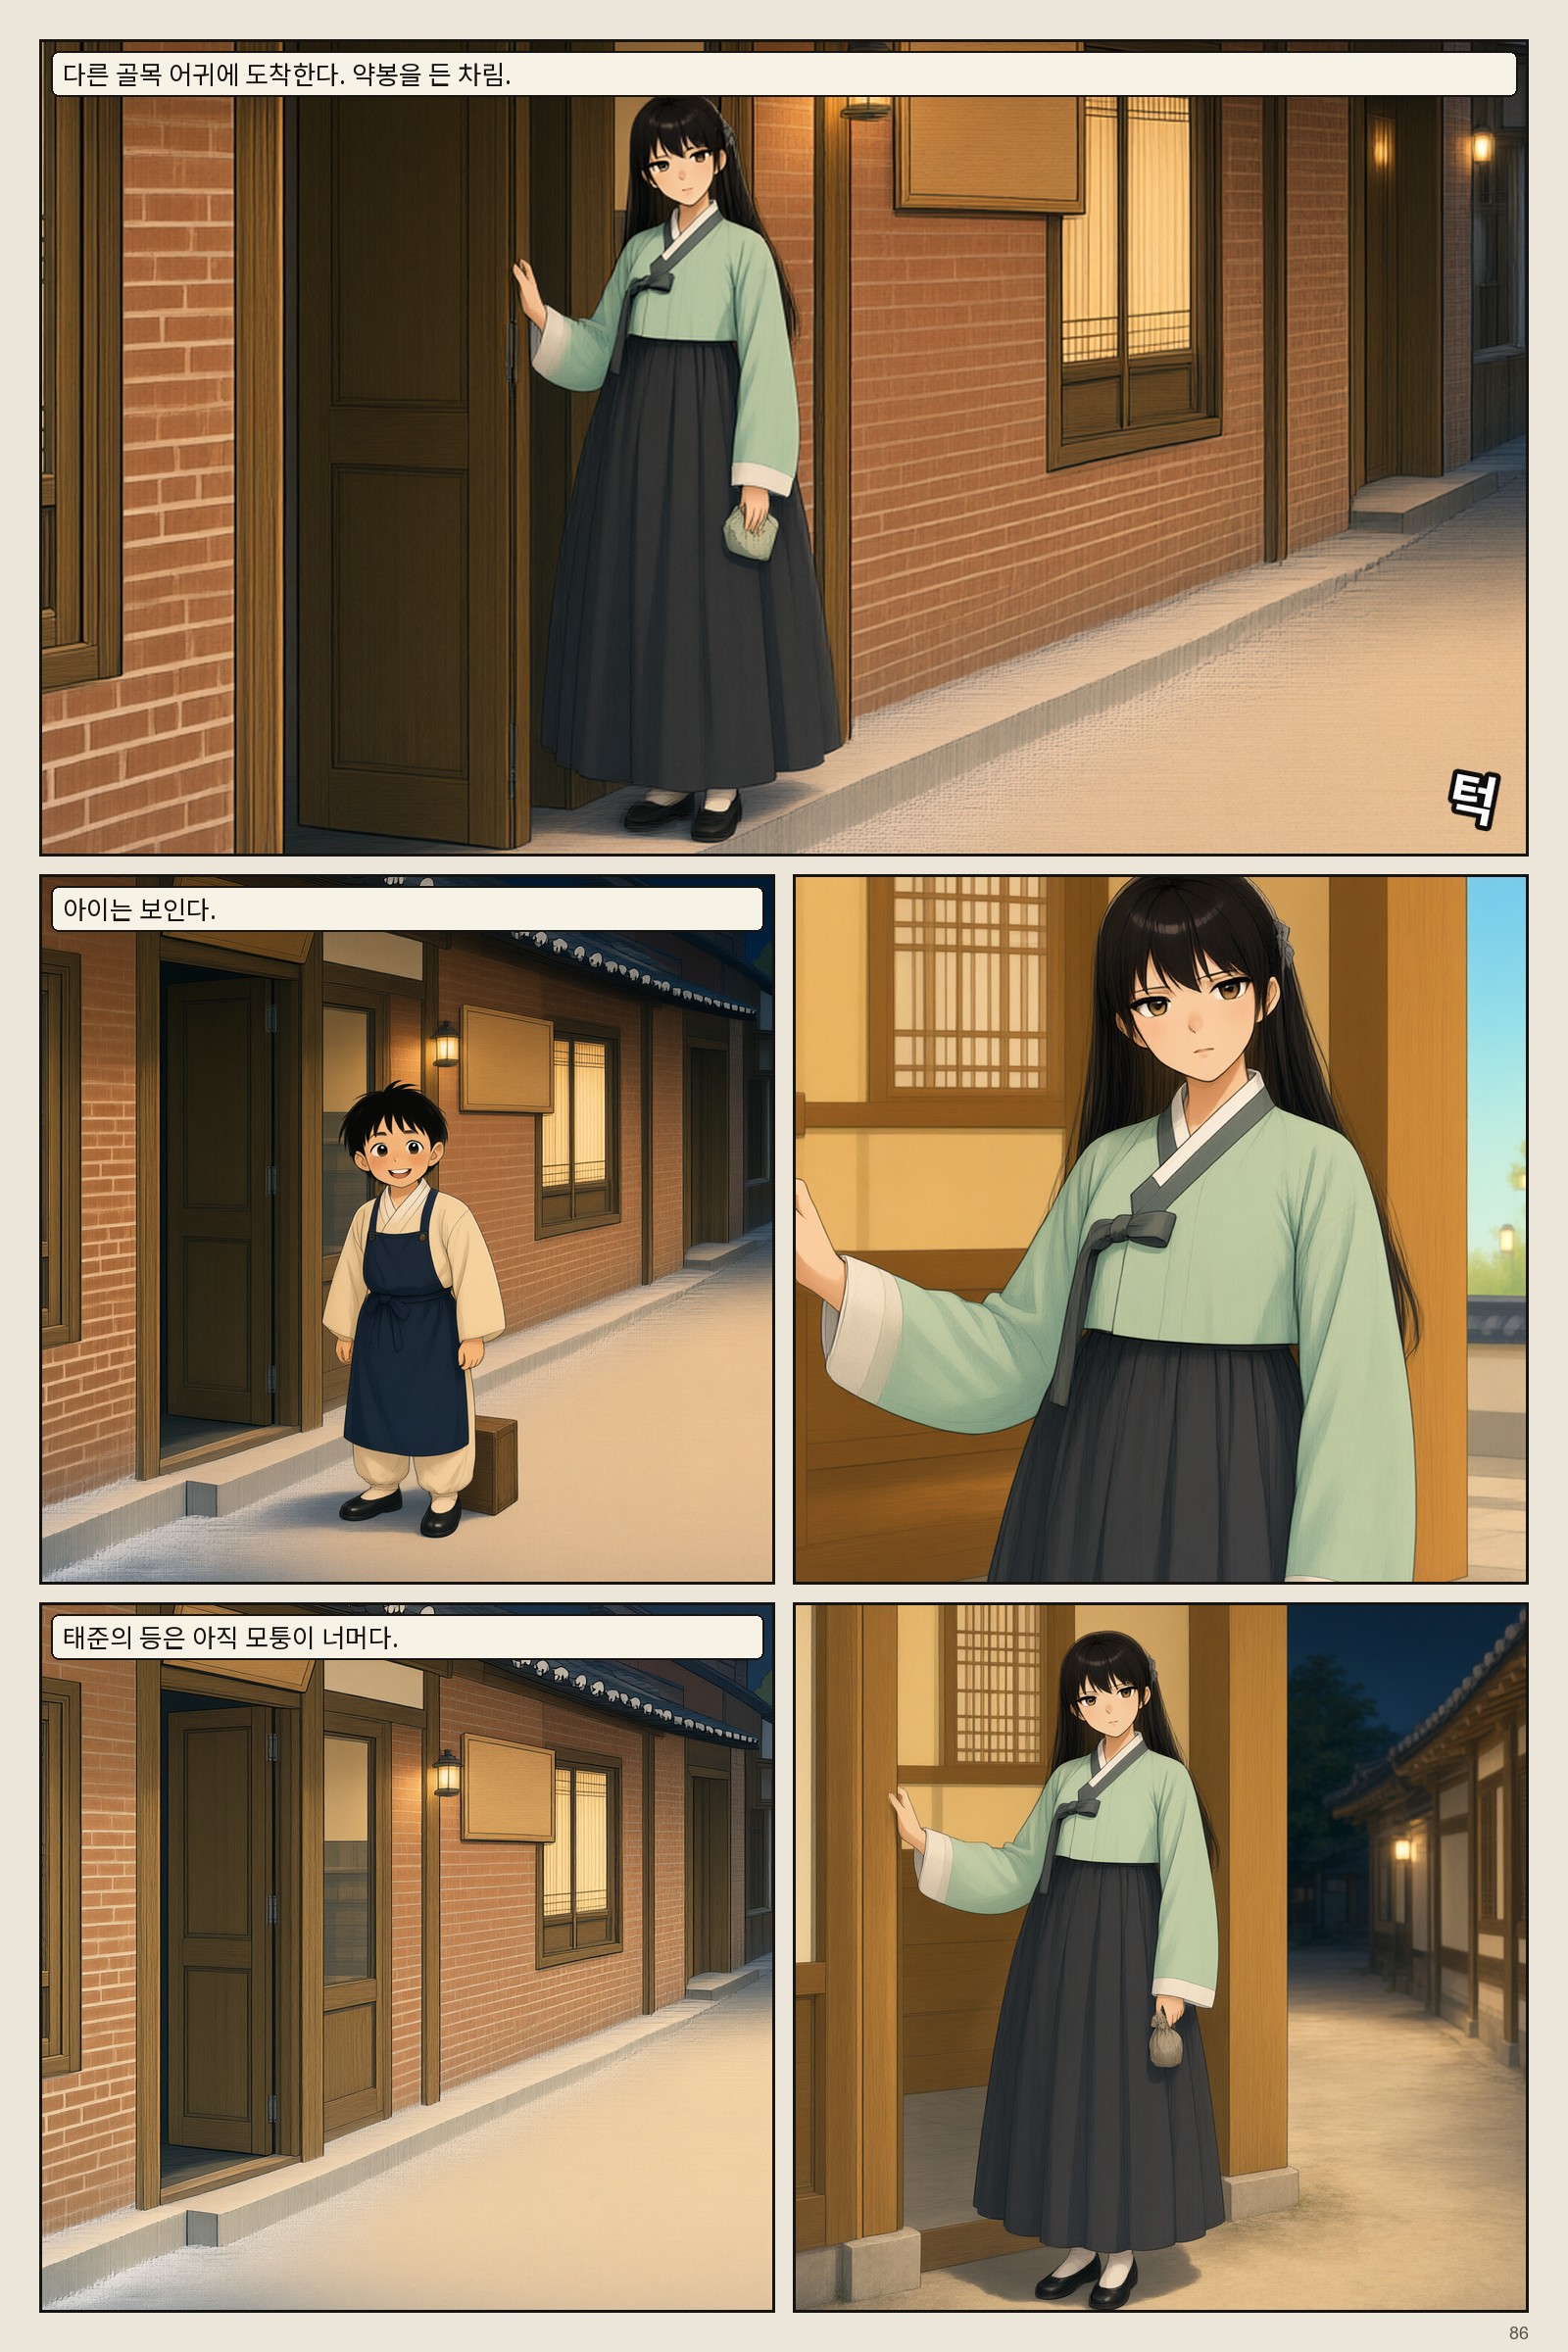 다른 골목 어귀에 도착한다. 약봉을 든 차림.
턱
아이는 보인다.
태준의 등은 아직 모퉁이 너머다.
86